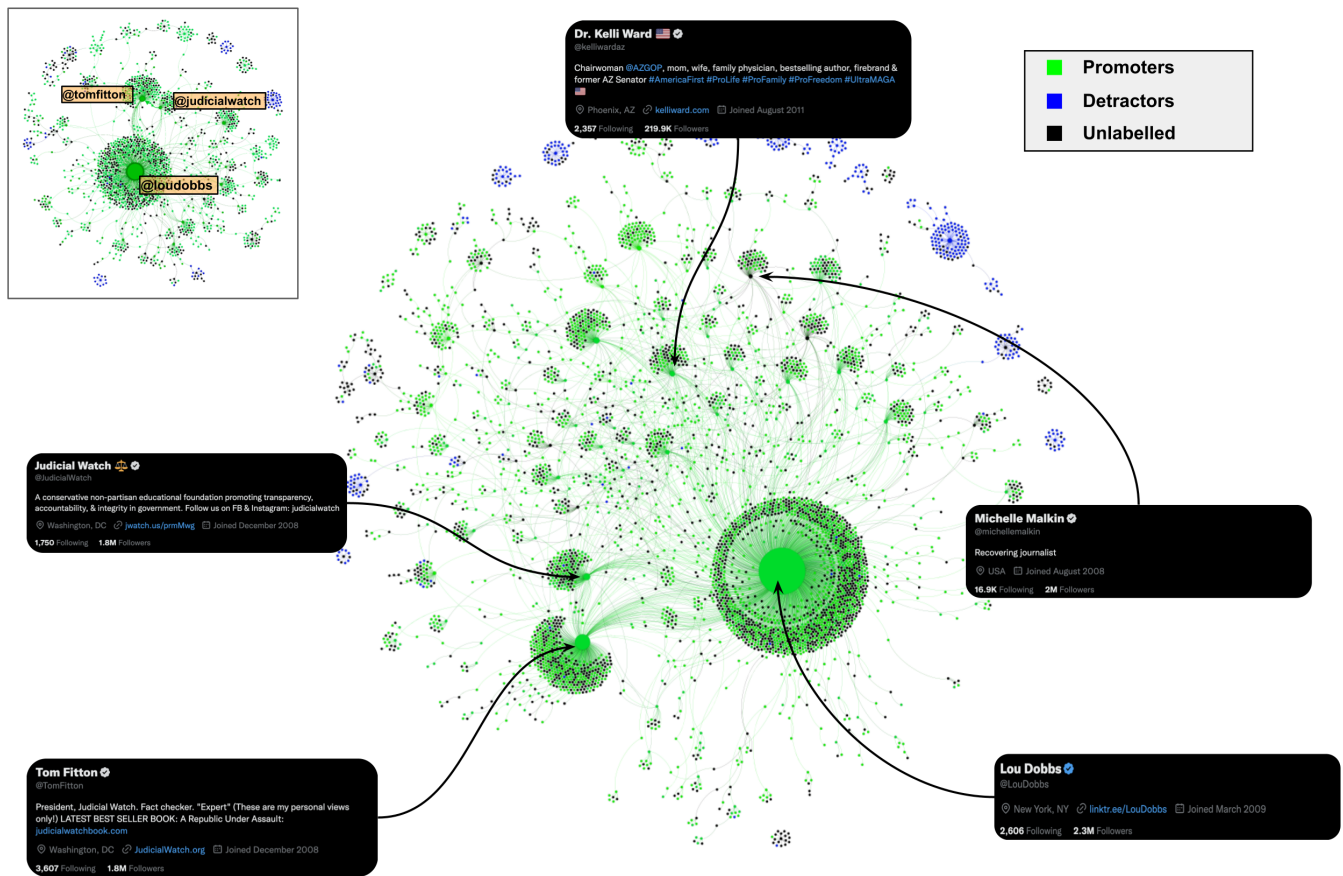 @tomfitton
@judicialwatch
@loudobbs
Dr. Kelli Ward 🇺🇸
@kelliwardaz
Chairwoman @AZGOP, mom, wife, family physician, bestselling author, firebrand &
former AZ Senator #AmericaFirst #ProLife #ProFamily #ProFreedom #UltraMAGA
🇺🇸
Phoenix, AZ kelliward.com Joined August 2011
2,357 Following 219.9K Followers
Promoters
Detractors
Unlabelled
Judicial Watch ⚖️
@JudicialWatch
A conservative non-partisan educational foundation promoting transparency,
accountability, & integrity in government. Follow us on FB & Instagram: judicialwatch
Washington, DC jwatch.us/prmMwg Joined December 2008
1,750 Following 1.8M Followers
Michelle Malkin
@michellemalkin
Recovering journalist
USA Joined August 2008
16.9K Following 2M Followers
Tom Fitton
@TomFitton
President, Judicial Watch. Fact checker. "Expert" (These are my personal views
only!) LATEST BEST SELLER BOOK: A Republic Under Assault:
judicialwatchbook.com
Washington, DC JudicialWatch.org Joined December 2008
3,607 Following 1.8M Followers
Lou Dobbs
@LouDobbs
New York, NY linktr.ee/LouDobbs Joined March 2009
2,606 Following 2.3M Followers